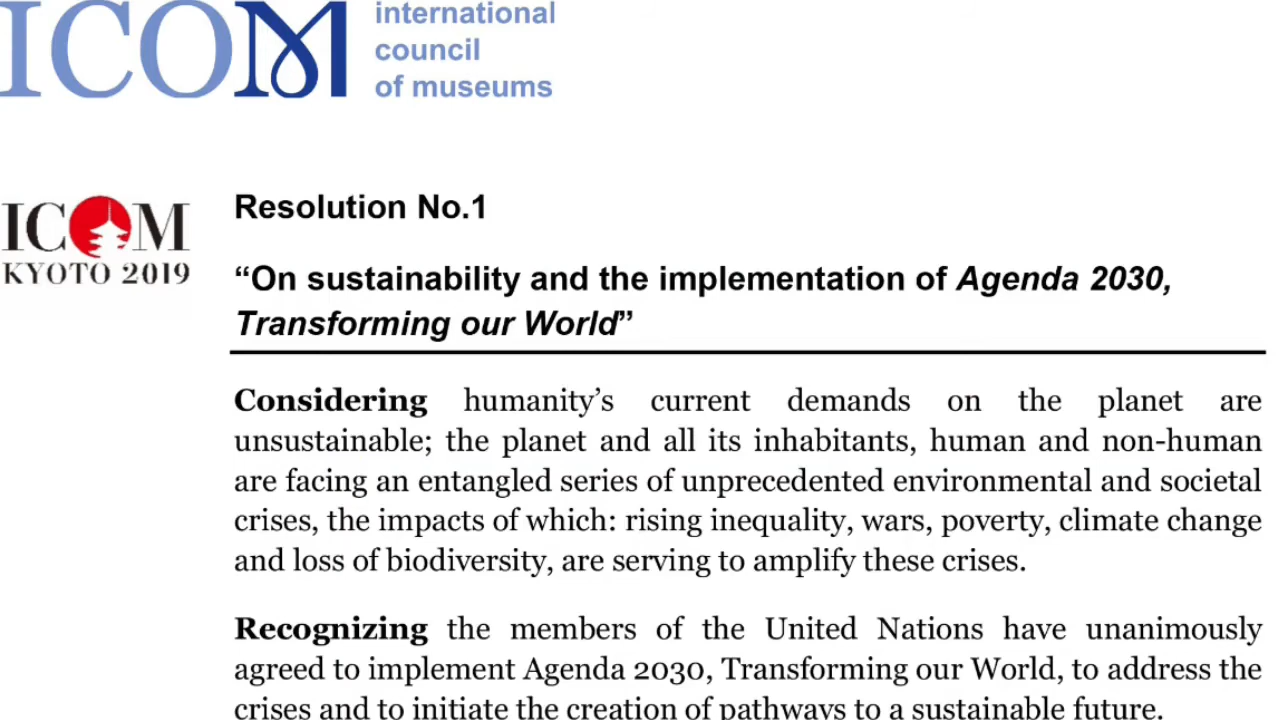 ICOM
international
council
of museums
ICOM
KYOTO 2019
Resolution No.1
“On sustainability and the implementation of Agenda 2030,
Transforming our World”
Considering humanity’s current demands on the planet are
unsustainable; the planet and all its inhabitants, human and non-human
are facing an entangled series of unprecedented environmental and societal
crises, the impacts of which: rising inequality, wars, poverty, climate change
and loss of biodiversity, are serving to amplify these crises.
Recognizing the members of the United Nations have unanimously
agreed to implement Agenda 2030, Transforming our World, to address the
crises and to initiate the creation of pathways to a sustainable future.